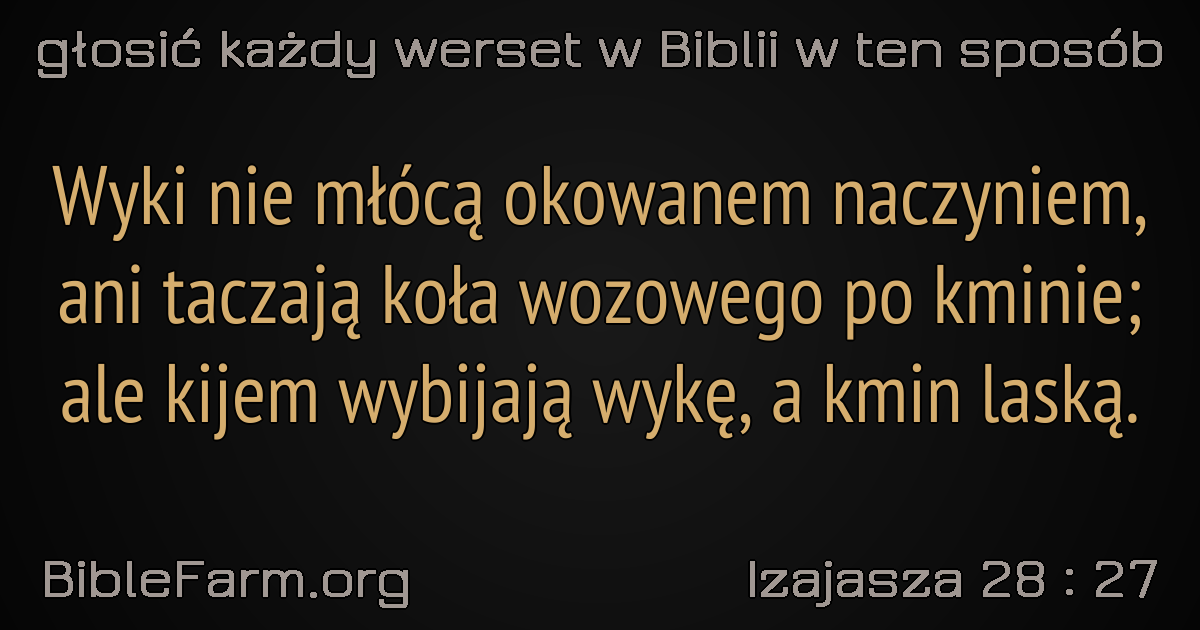 głosić każdy werset w Biblii w ten sposób
Wyki nie młócą okowanem naczyniem,
ani taczają koła wozowego po kminie;
ale kijem wybijają wykę, a kmin laską.
BibleFarm.org
Izajasza 28 : 27